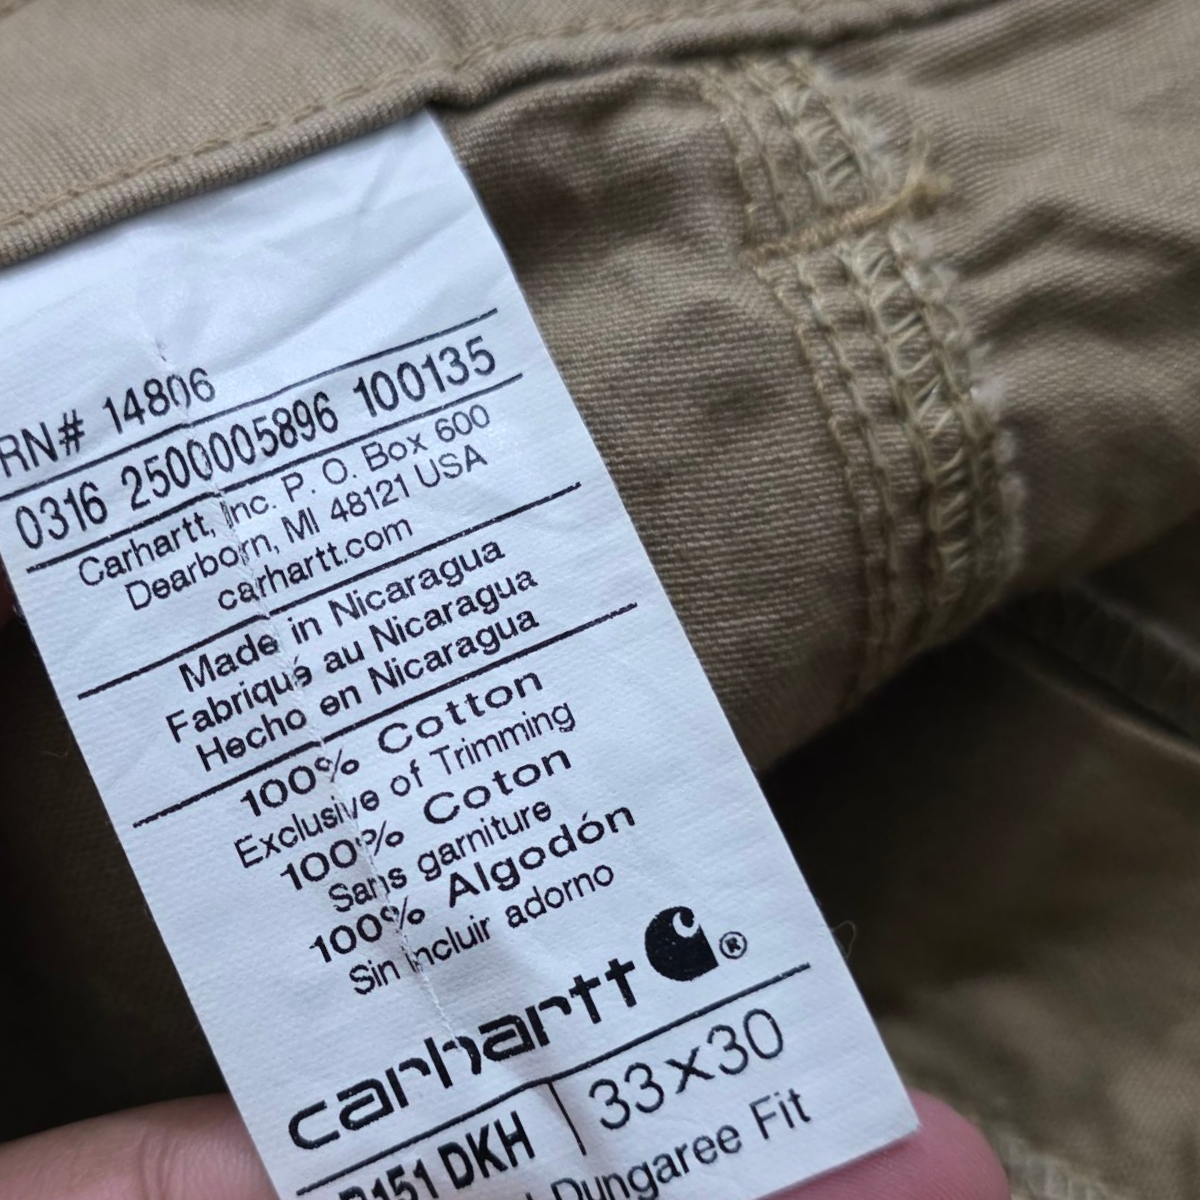 RN# 14806
0316 2500005896 100135
Carhartt, Inc. P. O. Box 600
Dearborn, MI 48121 USA
carhartt.com
Made in Nicaragua
Fabriqué au Nicaragua
Hecho en Nicaragua
100% Cotton
Exclusive of Trimming
100% Coton
Sans garniture
100% Algodón
Sin incluir adorno
carhartt ®
B151 DKH 33x30
Dungaree Fit